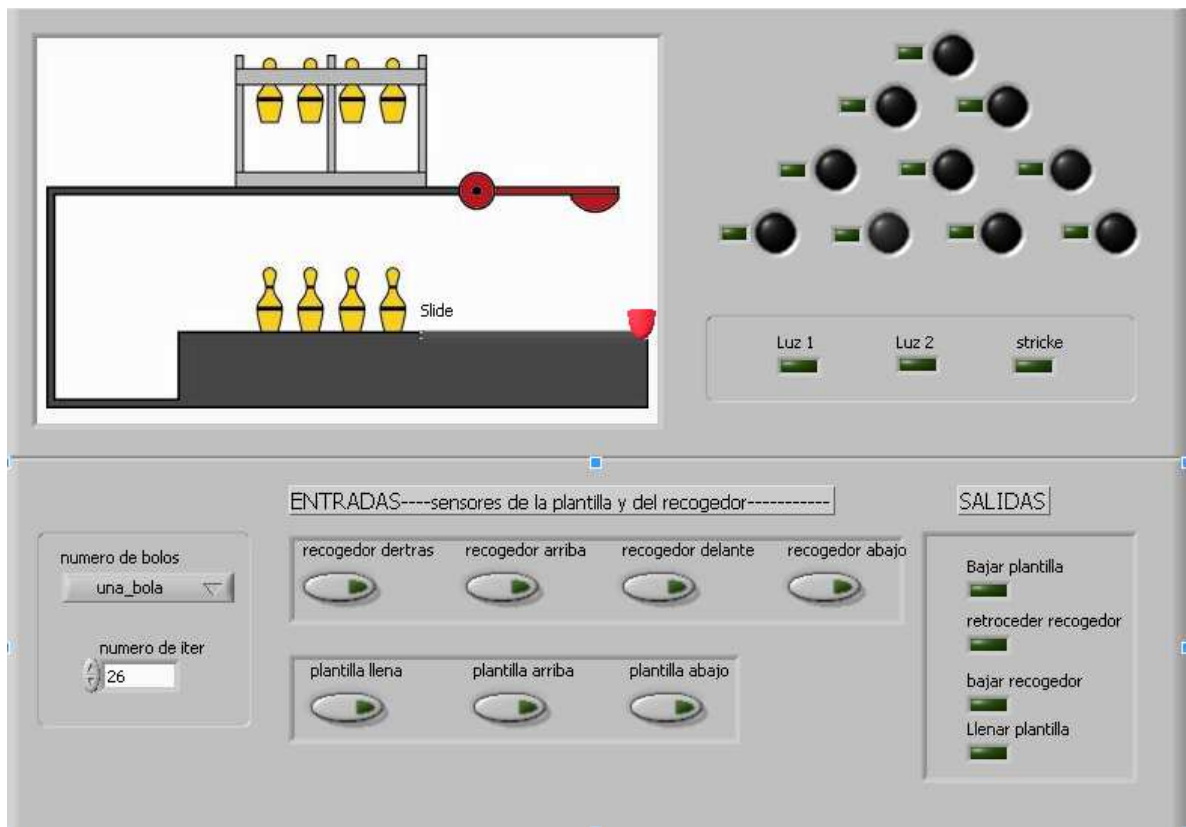 Slide
Luz 1
Luz 2
stricke
ENTRADAS----sensores de la plantilla y del recogedor-----------
SALIDAS
numero de bolos
una_bola
numero de iter
26
recogedor dertras
recogedor arriba
recogedor delante
recogedor abajo
plantilla llena
plantilla arriba
plantilla abajo
Bajar plantilla
retroceder recogedor
bajar recogedor
Llenar plantilla